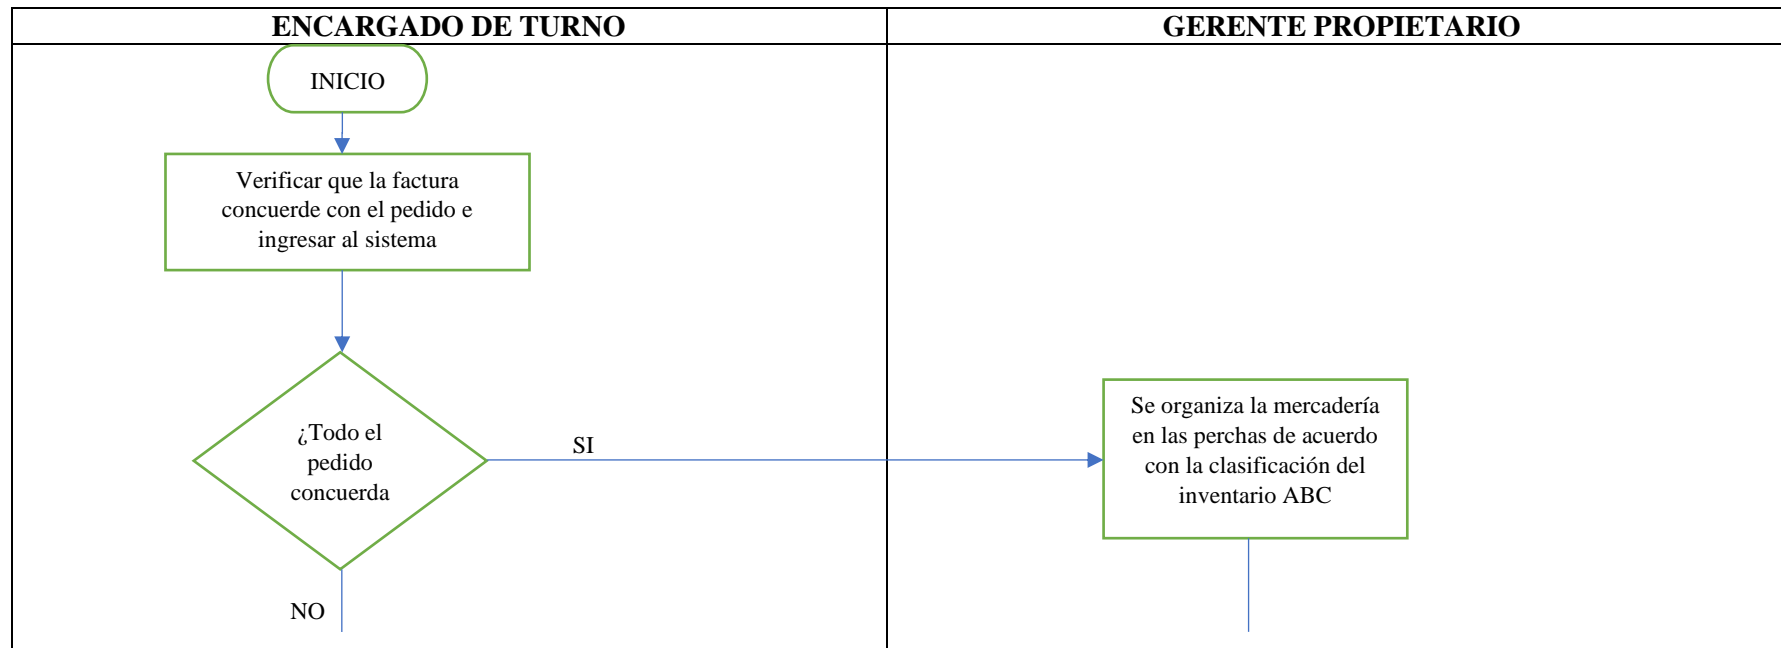 ENCARGADO DE TURNO
GERENTE PROPIETARIO
INICIO
Verificar que la factura
concuerde con el pedido e
ingresar al sistema
¿Todo el
pedido
concuerda
SI
Se organiza la mercadería
en las perchas de acuerdo
con la clasificación del
inventario ABC
NO